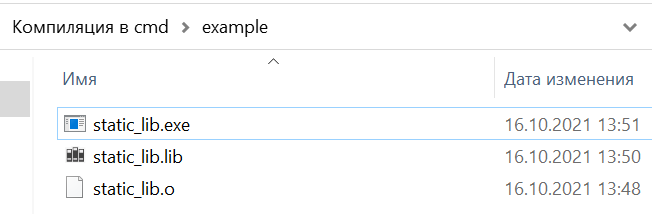 Компиляция в cmd > example
Имя Дата изменения
static_lib.exe 16.10.2021 13:51
static_lib.lib 16.10.2021 13:50
static_lib.o 16.10.2021 13:48